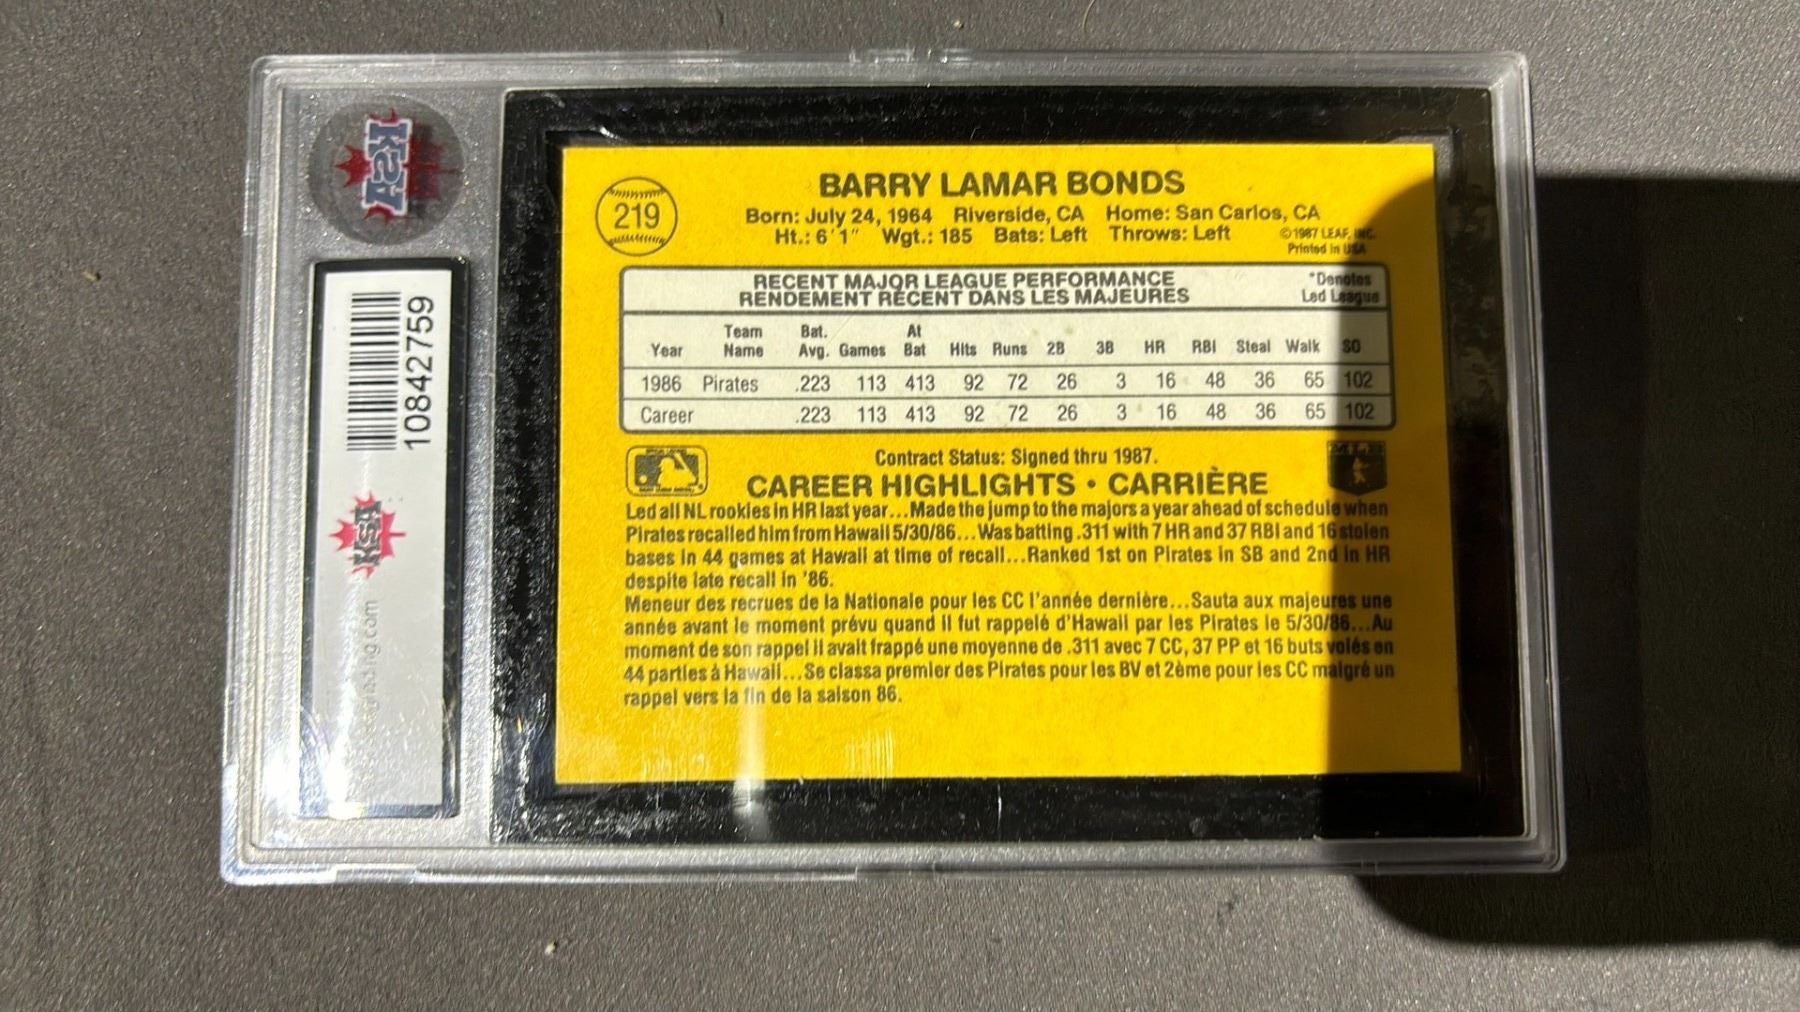 KSA
10842759
KSA
219
BARRY LAMAR BONDS
Born: July 24, 1964 Riverside, CA Home: San Carlos, CA
Ht.: 6'1" Wgt.: 185 Bats: Left Throws: Left
©1987 LEAF, INC.
Printed in USA
RECENT MAJOR LEAGUE PERFORMANCE
RENDEMENT RÉCENT DANS LES MAJEURES
*Denotes
Led League
Year Team Name Bat. Avg. Games At Bat Hits Runs 2B 3B HR RBI Steal Walk SO
1986 Pirates .223 113 413 92 72 26 3 16 48 36 65 102
Career .223 113 413 92 72 26 3 16 48 36 65 102
Contract Status: Signed thru 1987.
CAREER HIGHLIGHTS • CARRIÈRE
Led all NL rookies in HR last year...Made the jump to the majors a year ahead of schedule when
Pirates recalled him from Hawaii 5/30/86...Was batting .311 with 7 HR and 37 RBI and 16 stolen
bases in 44 games at Hawaii at time of recall...Ranked 1st on Pirates in SB and 2nd in HR
despite late recall in '86.
Meneur des recrues de la Nationale pour les CC l'année dernière...Sauta aux majeures une
année avant le moment prévu quand il fut rappelé d'Hawaii par les Pirates le 5/30/86...Au
moment de son rappel il avait frappé une moyenne de .311 avec 7 CC, 37 PP et 16 buts volés en
44 parties à Hawaii...Se classa premier des Pirates pour les BV et 2ème pour les CC malgré un
rappel vers la fin de la saison 86.